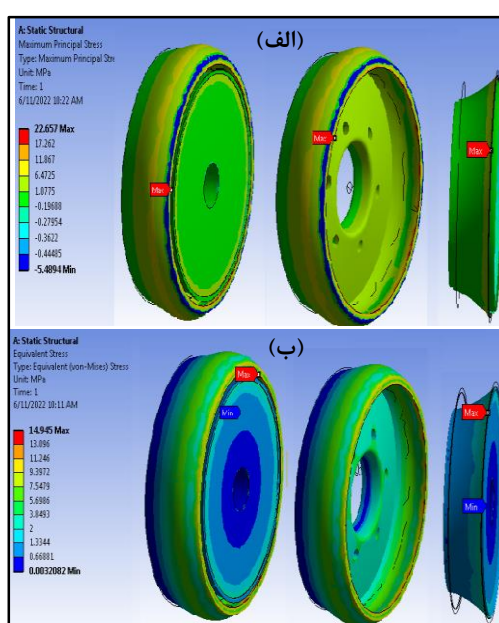 A: Static Structural
Maximum Principal Stress
Type: Maximum Principal Str
Unit: MPa
Time: 1
6/11/2022 10:22 AM
22.657 Max
17.262
11.867
6.4725
1.0775
-0.19688
-0.27954
-0.3622
-0.44485
-5.4894 Min
(الف)
Max
Max
Max
A: Static Structural
Equivalent Stress
Type: Equivalent (von-Mises) Stress
Unit: MPa
Time: 1
6/11/2022 10:11 AM
14.945 Max
13.096
11.246
9.3972
7.5479
5.6986
3.8493
2
1.3344
0.66881
0.0032082 Min
(ب)
Max
Min
Max
Min